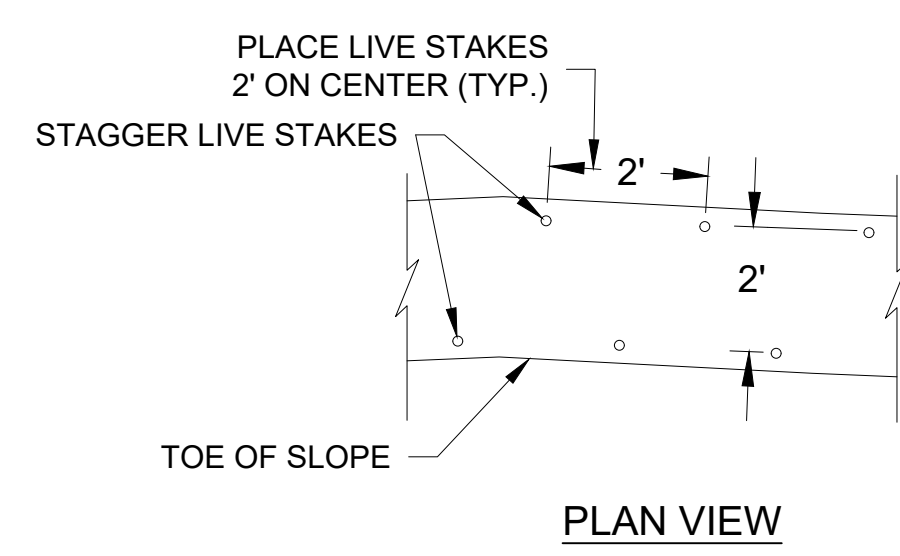 PLACE LIVE STAKES
2' ON CENTER (TYP.)
STAGGER LIVE STAKES
2'
2'
TOE OF SLOPE
PLAN VIEW